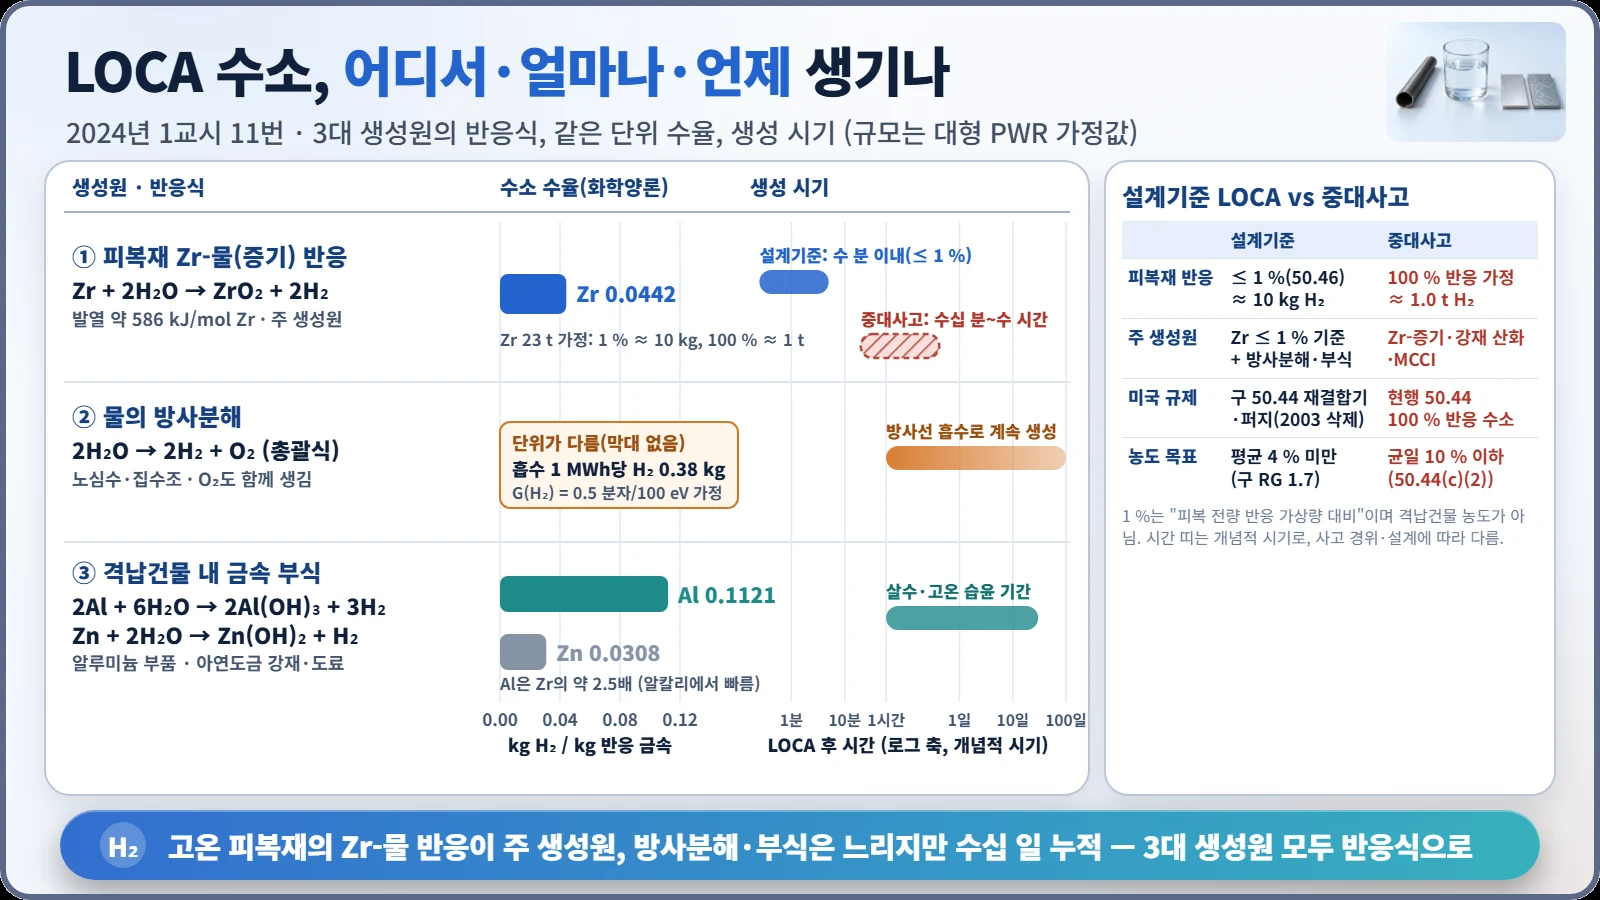 LOCA 수소, 어디서·얼마나·언제 생기나
2024년 1교시 11번 · 3대 생성원의 반응식, 같은 단위 수율, 생성 시기 (규모는 대형 PWR 가정값)
생성원 · 반응식
수소 수율(화학양론)
생성 시기
① 피복재 Zr-물(증기) 반응
Zr + 2H₂O → ZrO₂ + 2H₂
발열 약 586 kJ/mol Zr · 주 생성원
Zr 0.0442
Zr 23 t 가정: 1 % ≈ 10 kg, 100 % ≈ 1 t
설계기준: 수 분 이내(≤ 1 %)
중대사고: 수십 분~수 시간
② 물의 방사분해
2H₂O → 2H₂ + O₂ (총괄식)
노심수·집수조 · O₂도 함께 생김
단위가 다름(막대 없음)
흡수 1 MWh당 H₂ 0.38 kg
G(H₂) = 0.5 분자/100 eV 가정
방사선 흡수로 계속 생성
③ 격납건물 내 금속 부식
2Al + 6H₂O → 2Al(OH)₃ + 3H₂
Zn + 2H₂O → Zn(OH)₂ + H₂
알루미늄 부품 · 아연도금 강재·도료
Al 0.1121
Zn 0.0308
Al은 Zr의 약 2.5배 (알칼리에서 빠름)
살수·고온 습윤 기간
0.00 0.04 0.08 0.12
kg H₂ / kg 반응 금속
1분 10분 1시간 1일 10일 100일
LOCA 후 시간 (로그 축, 개념적 시기)
설계기준 LOCA vs 중대사고
설계기준 중대사고
피복재 반응 ≤ 1 %(50.46) 100 % 반응 가정
≈ 10 kg H₂ ≈ 1.0 t H₂
주 생성원 Zr ≤ 1 % 기준 Zr-증기·강재 산화
+ 방사분해·부식 ·MCCI
미국 규제 구 50.44 재결합기 현행 50.44
·퍼지(2003 삭제) 100 % 반응 수소
농도 목표 평균 4 % 미만 균일 10 % 이하
(구 RG 1.7) (50.44(c)(2))
1 %는 "피복 전량 반응 가상량 대비"이며 격납건물 농도가 아
님. 시간 띠는 개념적 시기로, 사고 경위·설계에 따라 다름.
H₂ 고온 피복재의 Zr-물 반응이 주 생성원, 방사분해·부식은 느리지만 수십 일 누적 — 3대 생성원 모두 반응식으로